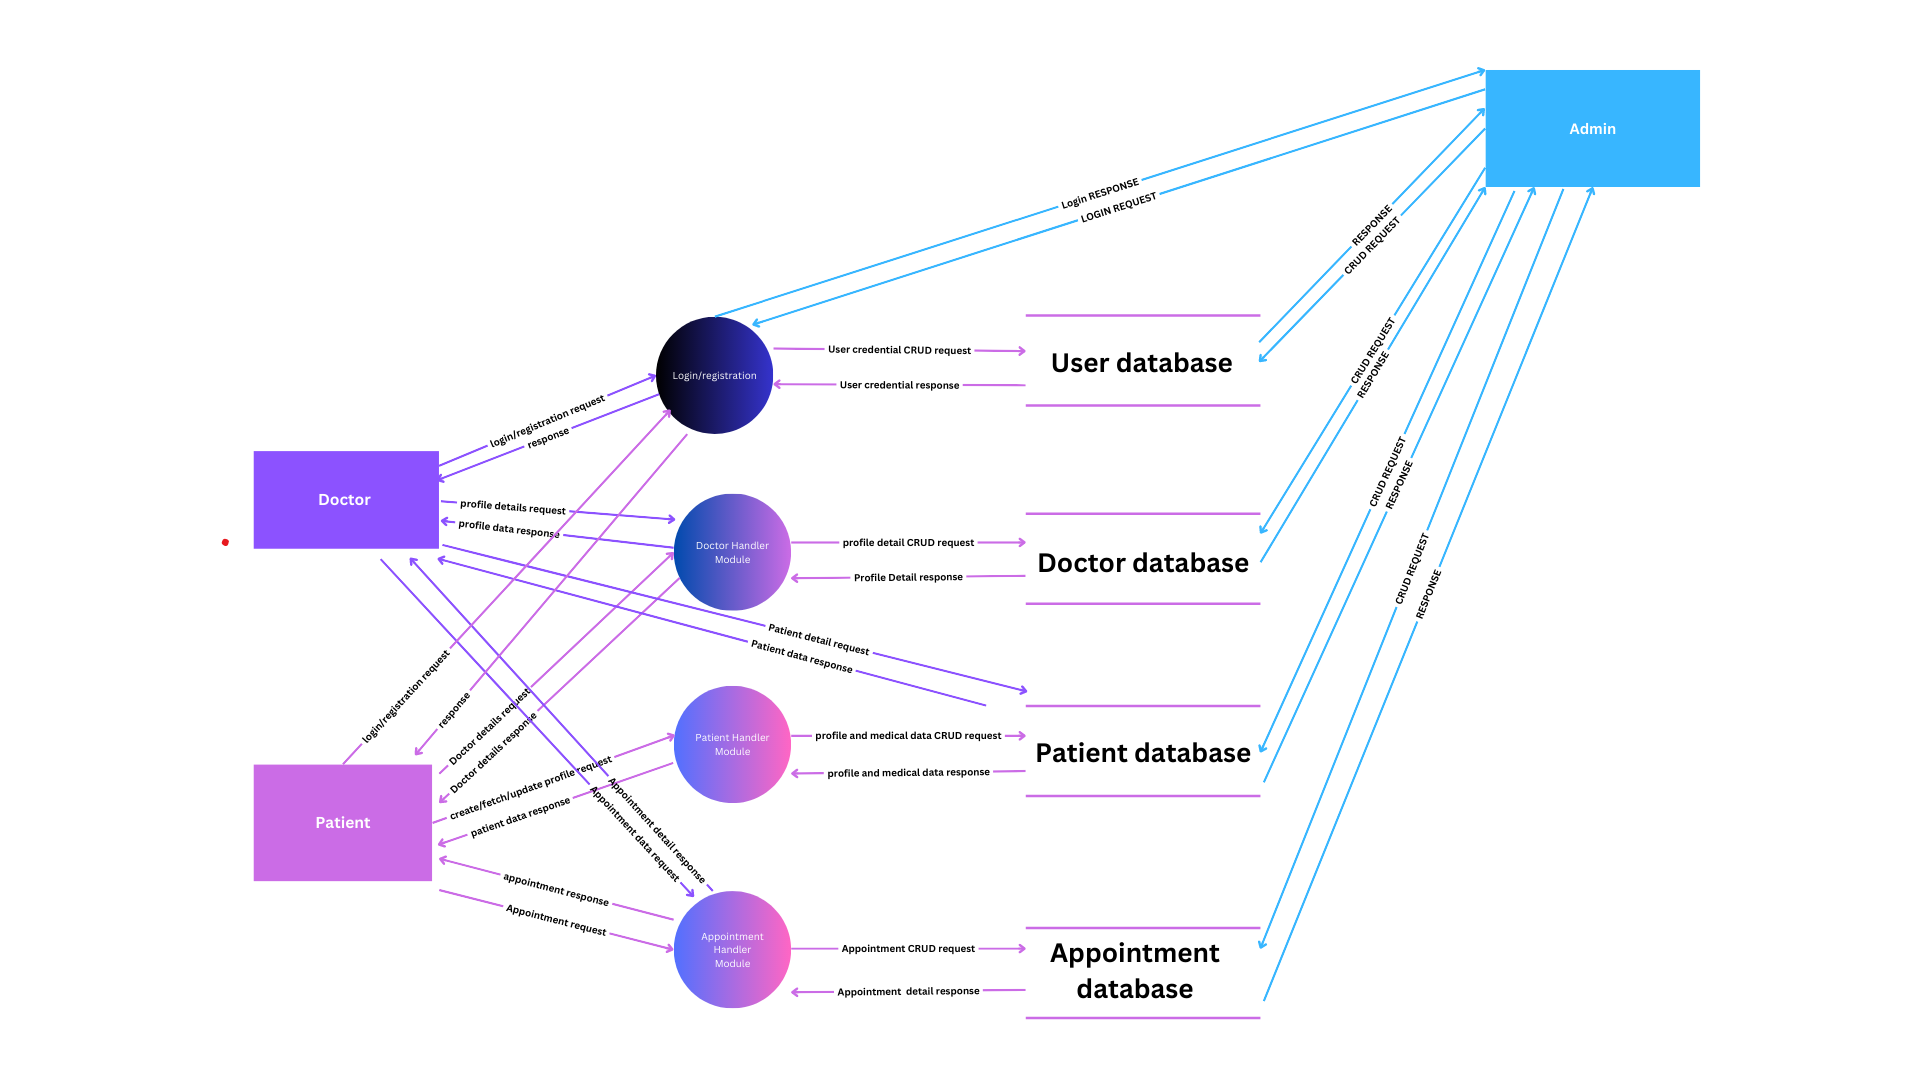 Admin
Login RESPONSE
LOGIN REQUEST
RESPONSE
CRUD REQUEST
Login/registration
User credential CRUD request
User credential response
User database
CRUD REQUEST
RESPONSE
login/registration request
response
Doctor
profile details request
profile data response
Doctor Handler
Module
profile detail CRUD request
Profile Detail response
Doctor database
CRUD REQUEST
RESPONSE
Patient detail request
Patient data response
CRUD REQUEST
RESPONSE
login/registration request
response
Doctor details request
Doctor details response
Patient Handler
Module
profile and medical data CRUD request
profile and medical data response
Patient database
create/fetch/update profile request
patient data response
Patient
Appointment detail response
Appointment data request
appointment response
Appointment request
Appointment
Handler
Module
Appointment CRUD request
Appointment  detail response
Appointment
database